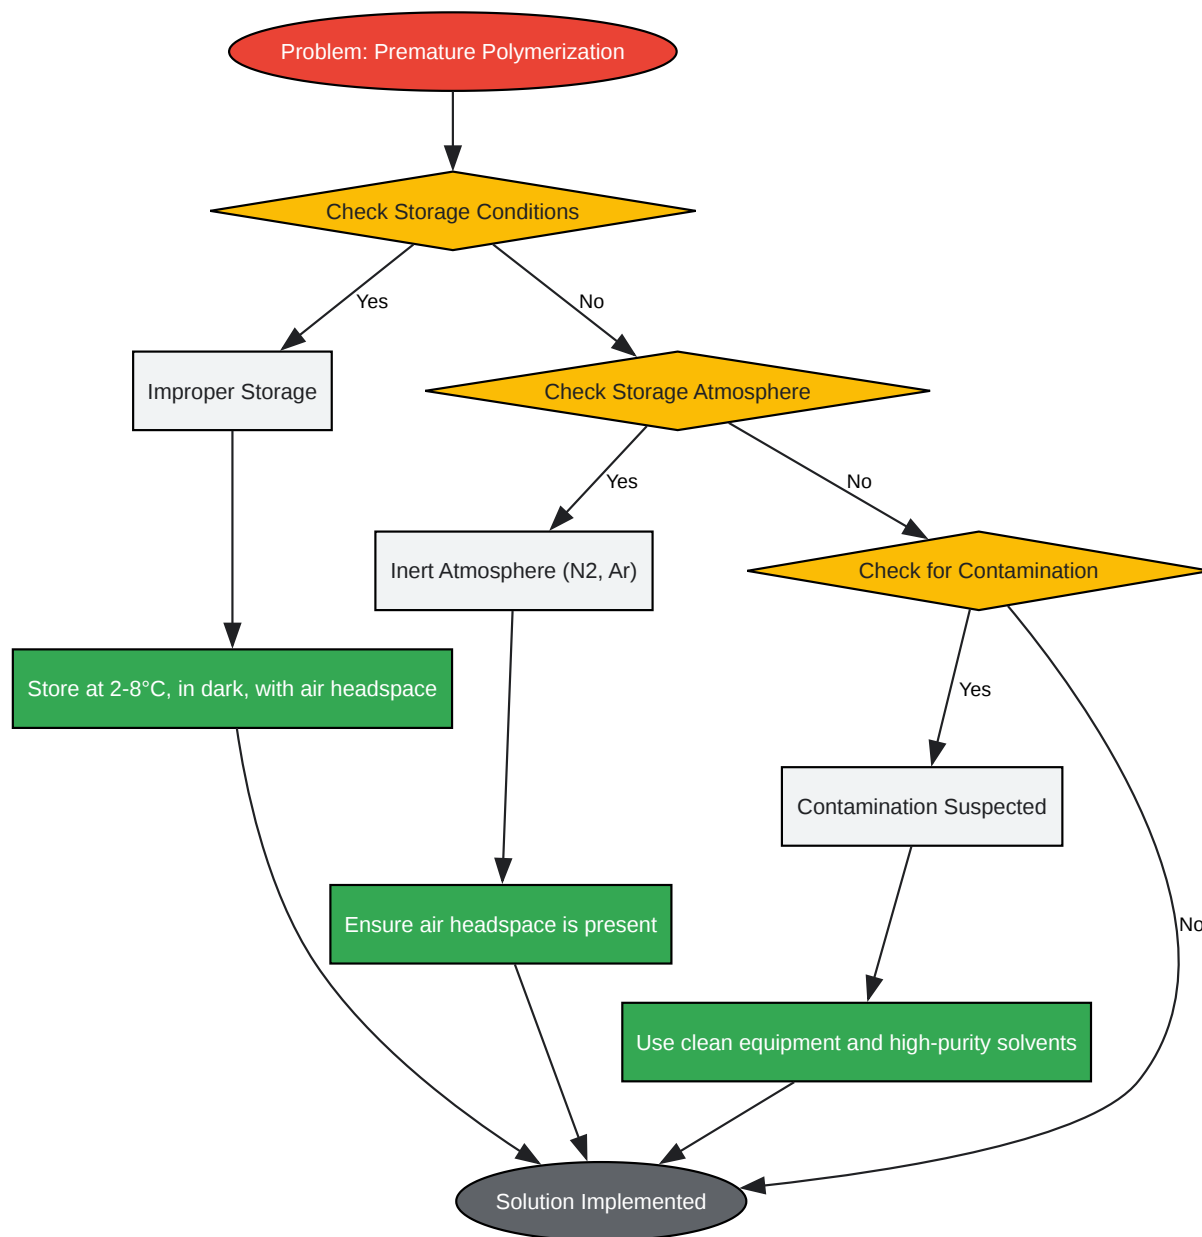 Problem: Premature Polymerization
Check Storage Conditions
Yes
No
Improper Storage
Check Storage Atmosphere
Yes
No
Inert Atmosphere (N2, Ar)
Check for Contamination
Store at 2-8°C, in dark, with air headspace
Yes
Contamination Suspected
Ensure air headspace is present
No
Use clean equipment and high-purity solvents
Solution Implemented